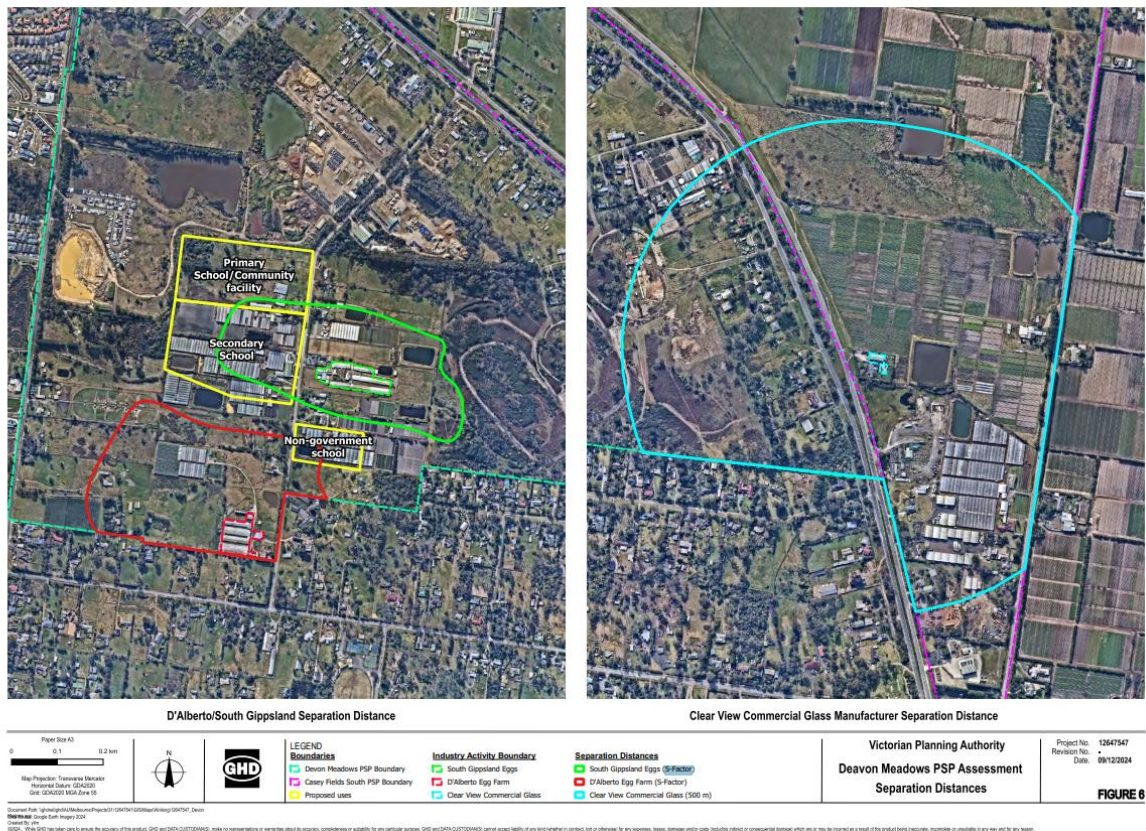 Primary
School/Community
facility
Secondary
School
Non-government
school
D'Alberto/South Gippsland Separation Distance
Clear View Commercial Glass Manufacturer Separation Distance
Paper Size A3
0 0.1 0.2 km
Map Projection: Transverse Mercator
Horizontal Datum: GDA2020
Grid: GDA2020 MGA Zone 55
N
GHD
LEGEND
Boundaries
Devon Meadows PSP Boundary
Casey Fields South PSP Boundary
Proposed uses
Industry Activity Boundary
South Gippsland Eggs
D'Alberto Egg Farm
Clear View Commercial Glass
Separation Distances
South Gippsland Eggs (S-Factor)
D'Alberto Egg Farm (S-Factor)
Clear View Commercial (500 m)
Victorian Planning Authority
Deavon Meadows PSP Assessment
Separation Distances
Project No. 12647547
Revision No. -
Date. 09/12/2024
FIGURE 6
Created By: ylim